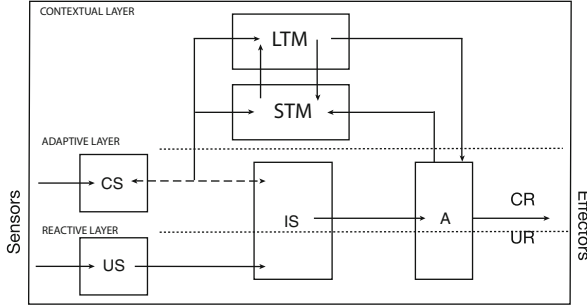 CONTEXTUAL LAYER
LTM
STM
ADAPTIVE LAYER
CS
IS
A
CR
UR
REACTIVE LAYER
US
Sensors
Effectors